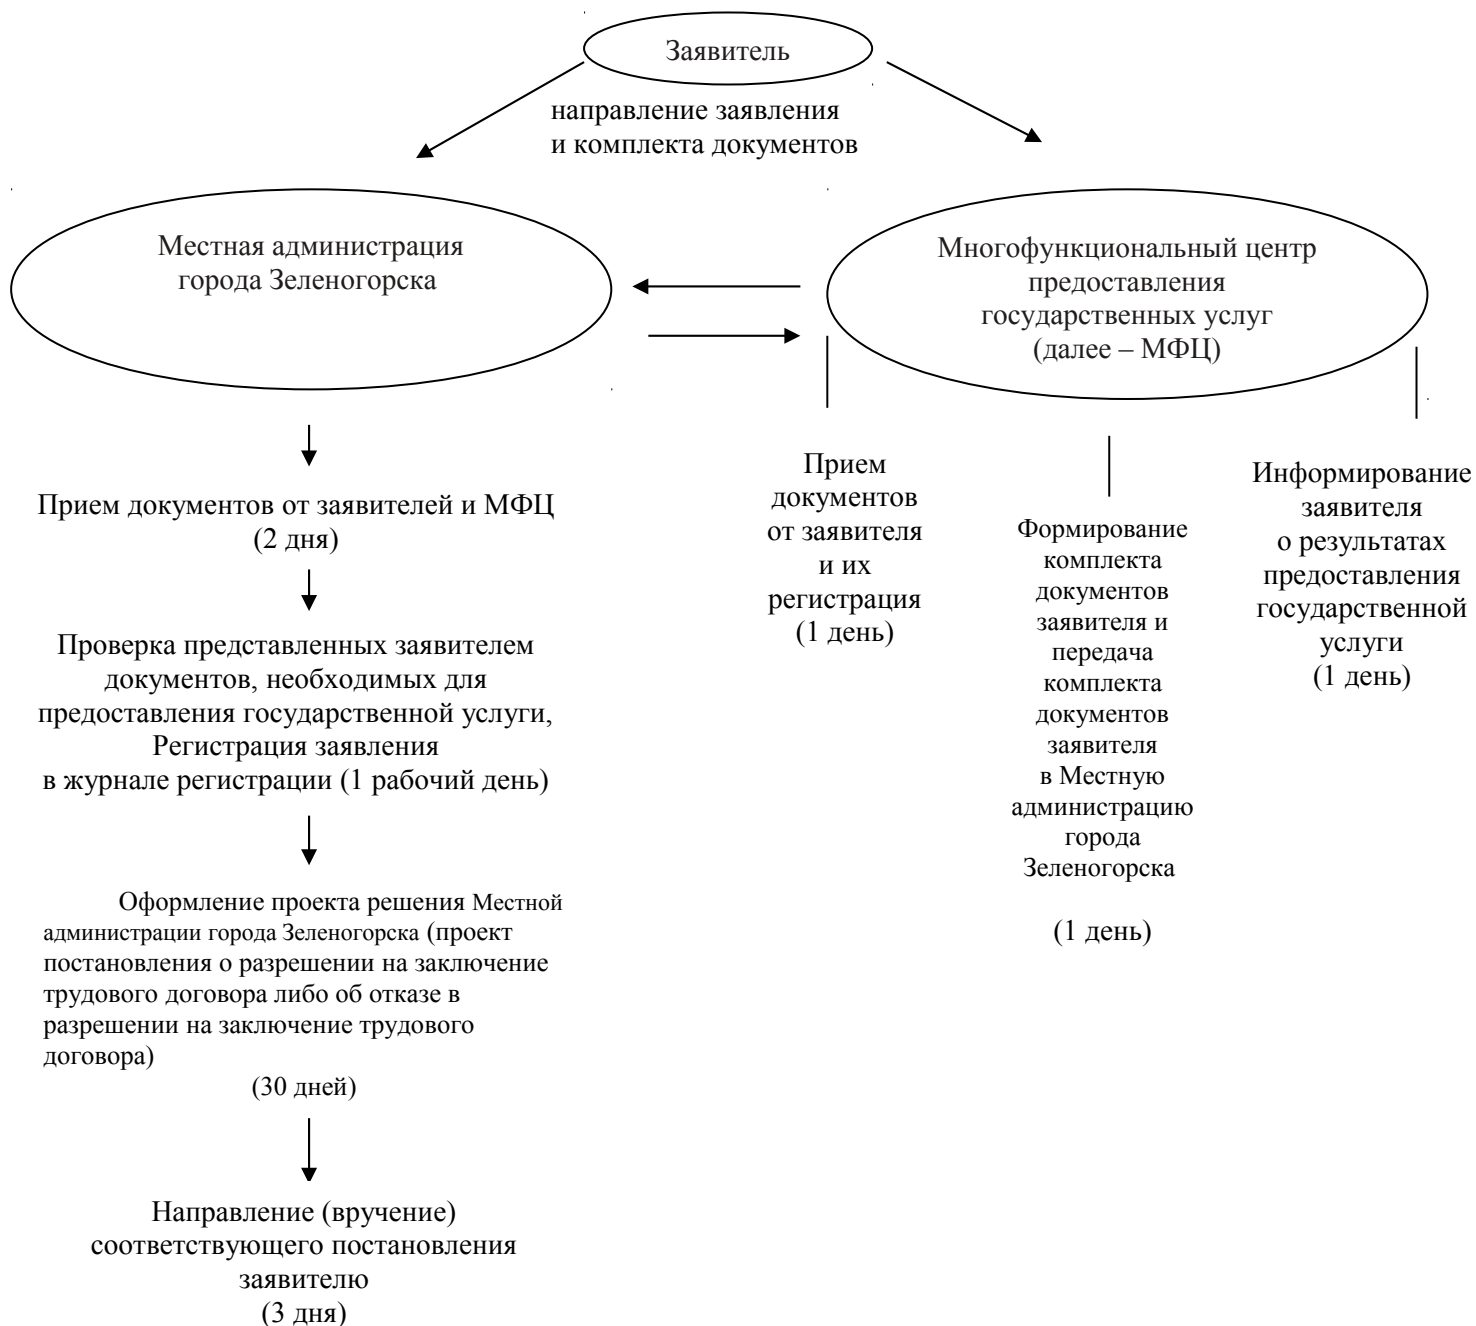 Заявитель
направление заявления
и комплекта документов
Местная администрация
города Зеленогорска
Многофункциональный центр
предоставления
государственных услуг
(далее – МФЦ)
Прием документов от заявителей и МФЦ
(2 дня)
Проверка представленных заявителем
документов, необходимых для
предоставления государственной услуги,
Регистрация заявления
в журнале регистрации (1 рабочий день)
Оформление проекта решения Местной
администрации города Зеленогорска (проект
постановления о разрешении на заключение
трудового договора либо об отказе в
разрешении на заключение трудового
договора)
(30 дней)
Направление (вручение)
соответствующего постановления
заявителю
(3 дня)
Прием
документов
от заявителя
и их
регистрация
(1 день)
Формирование
комплекта
документов
заявителя и
передача
комплекта
документов
заявителя
в Местную
администрацию
города
Зеленогорска
(1 день)
Информирование
заявителя
о результатах
предоставления
государственной
услуги
(1 день)